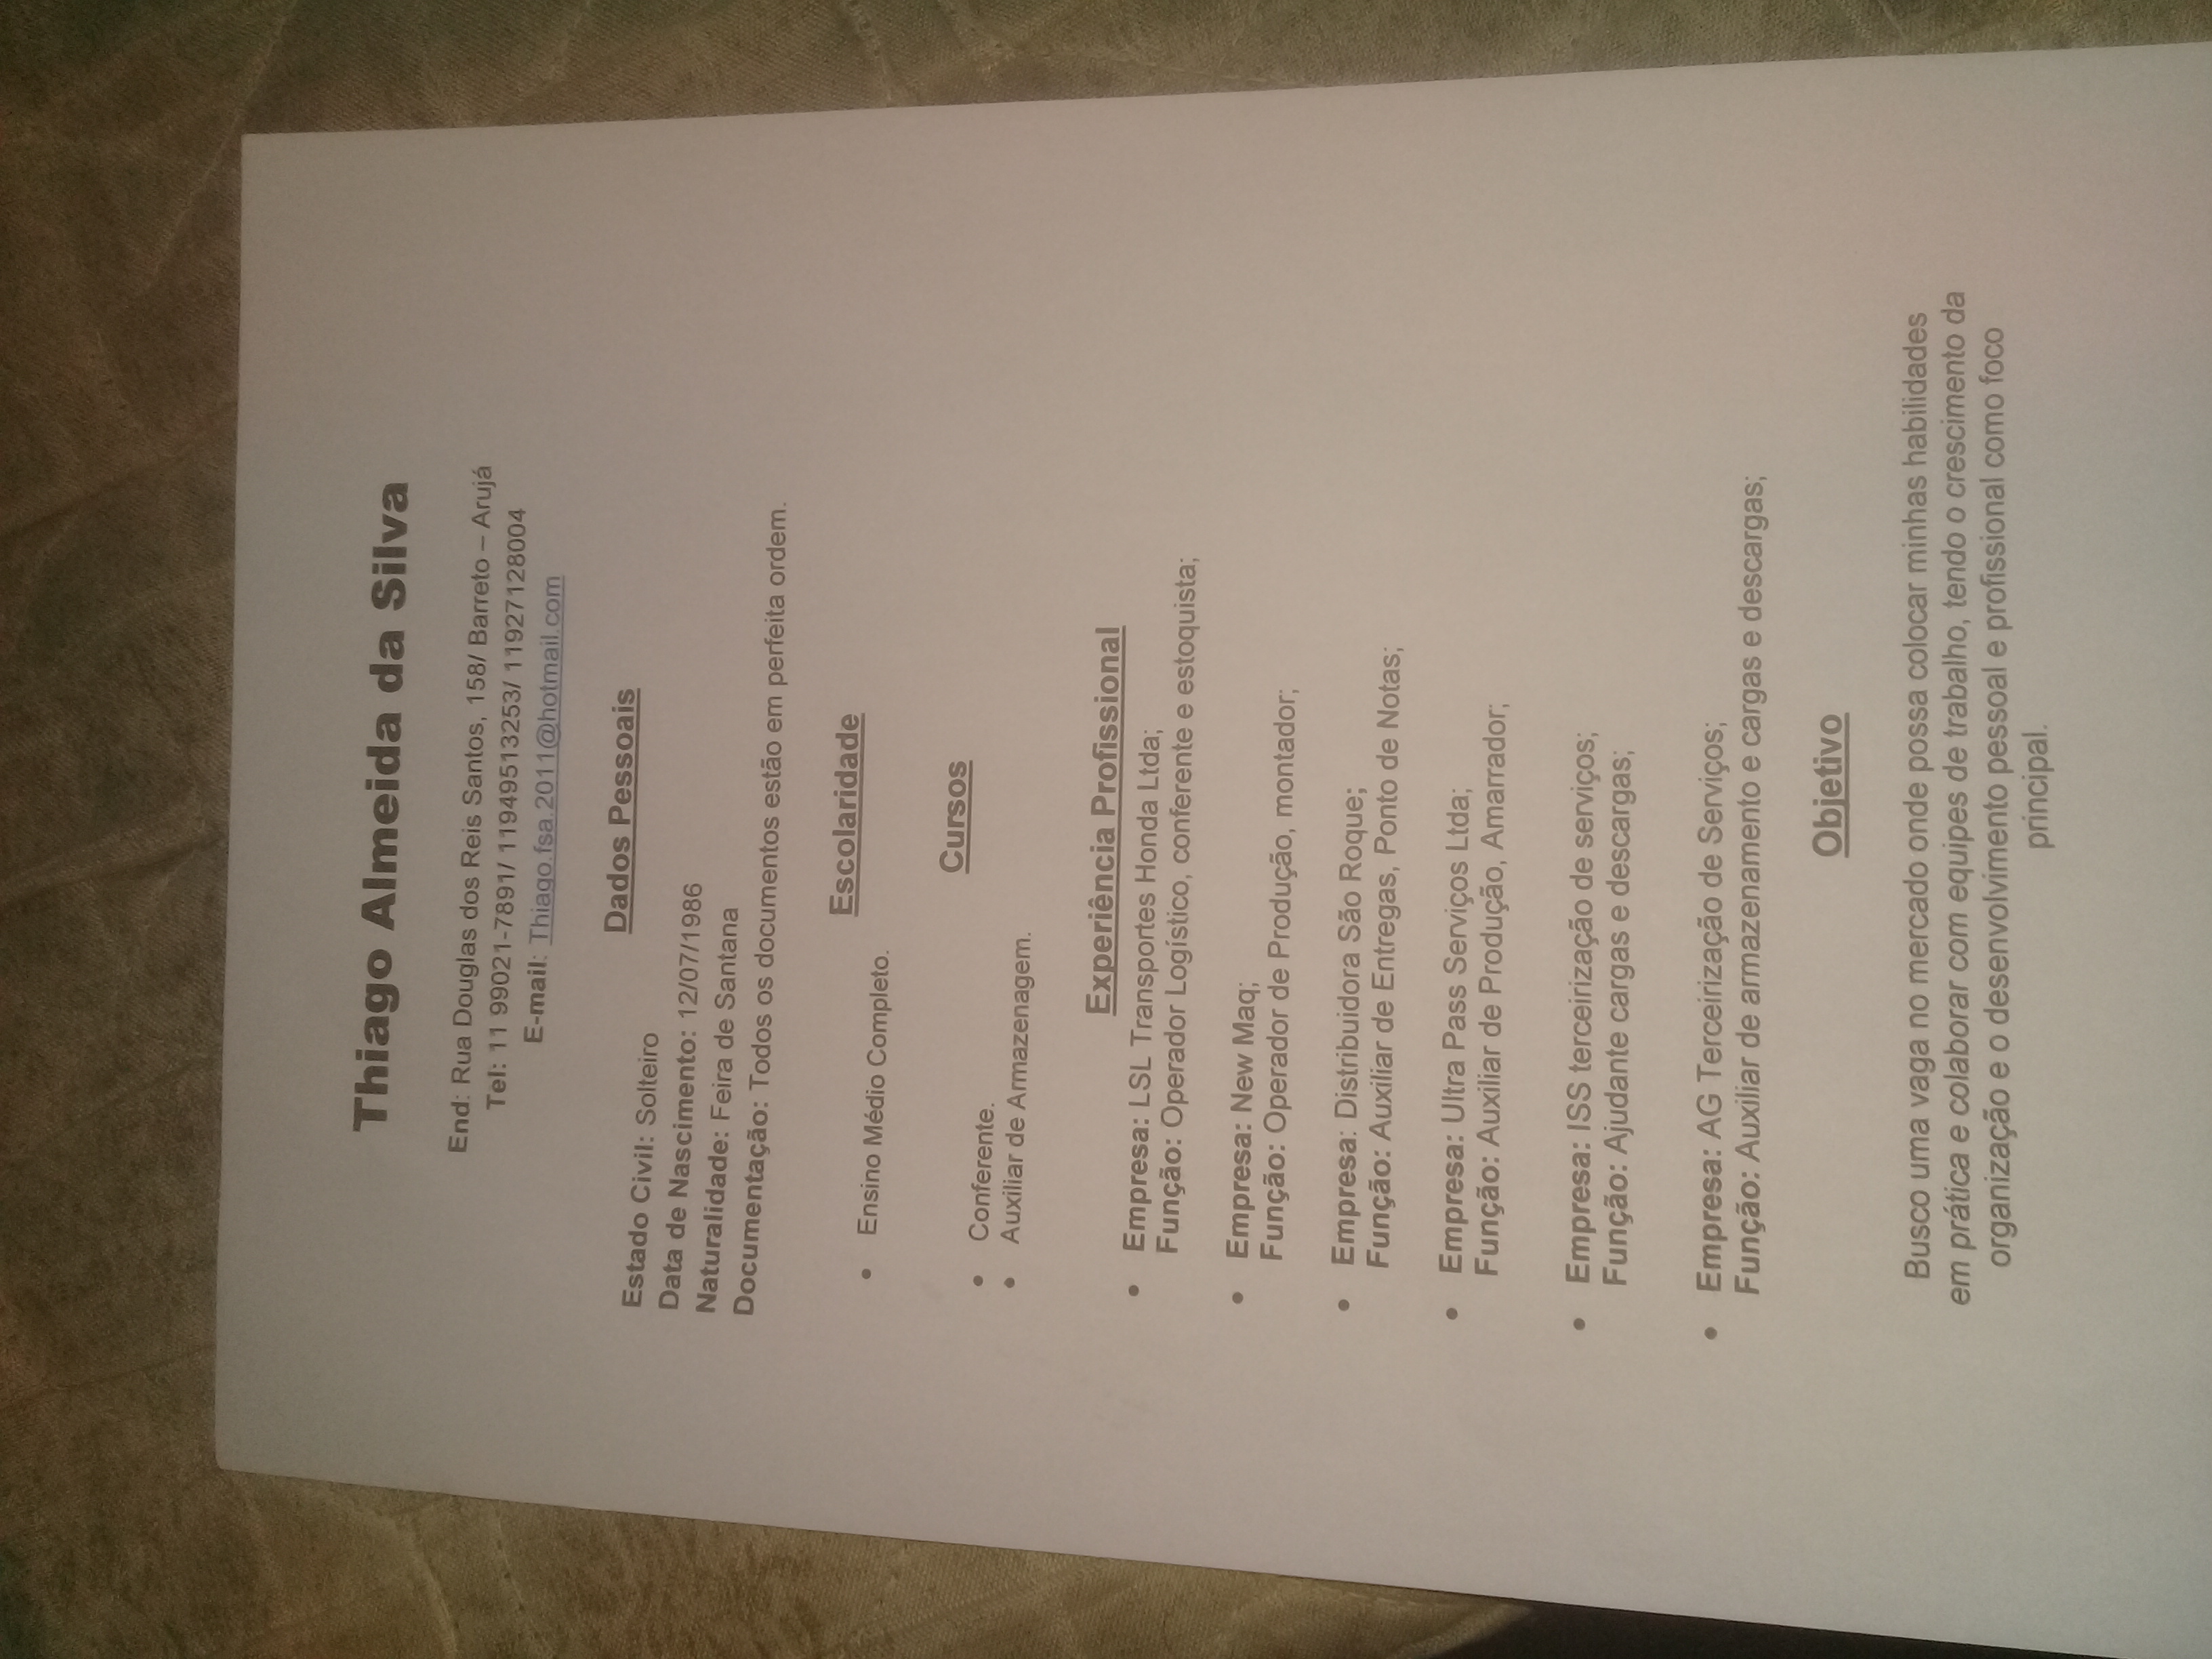 Thiago Almeida da Silva
End: Rua Douglas dos Reis Santos, 158/ Barreto – Arujá
Tel: 11 99021-7891/ 11949513253/ 11927128004
E-mail: Thiago.fsa.2011@hotmail.com
Dados Pessoais
Estado Civil: Solteiro
Data de Nascimento: 12/07/1986
Naturalidade: Feira de Santana
Documentação: Todos os documentos estão em perfeita ordem.
Escolaridade
• Ensino Médio Completo.
Cursos
• Conferente.
• Auxiliar de Armazenagem.
Experiência Profissional
• Empresa: LSL Transportes Honda Ltda;
Função: Operador Logístico, conferente e estoquista;
• Empresa: New Maq;
Função: Operador de Produção, montador;
• Empresa: Distribuidora São Roque;
Função: Auxiliar de Entregas, Ponto de Notas;
• Empresa: Ultra Pass Serviços Ltda;
Função: Auxiliar de Produção, Amarrador;
• Empresa: ISS terceirização de serviços;
Função: Ajudante cargas e descargas;
• Empresa: AG Terceirização de Serviços;
Função: Auxiliar de armazenamento e cargas e descargas;
Objetivo
Busco uma vaga no mercado onde possa colocar minhas habilidades
em prática e colaborar com equipes de trabalho, tendo o crescimento da
organização e o desenvolvimento pessoal e profissional como foco
principal.